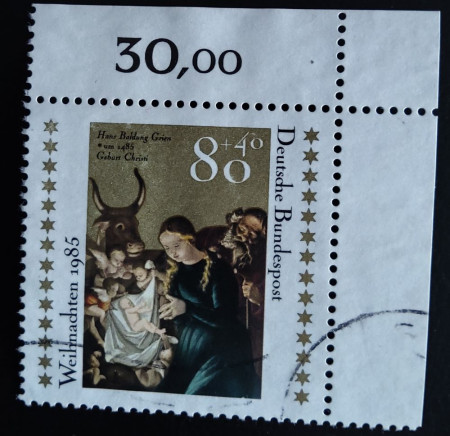 30,00
Hans Baldung Grien
* um 1485
Geburt Christi
80+40
Deutsche Bundespost
Weihnachten 1985